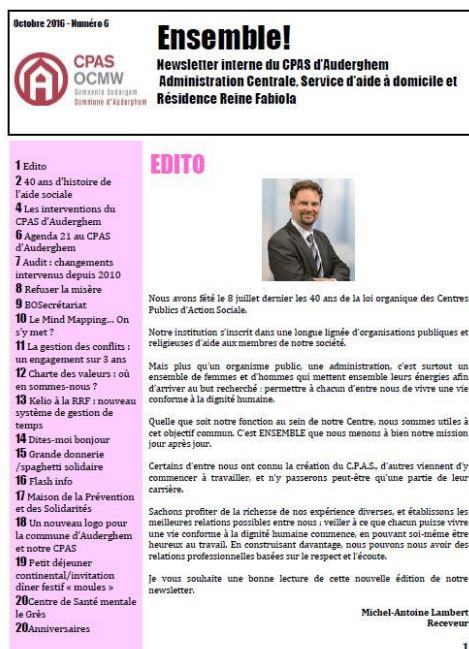 Octobre 2016 - Numéro 6
CPAS
OCMW
Gemeente Oudergem
Commune d'Auderghem
Ensemble!
Newsletter interne du CPAS d'Auderghem
Administration Centrale, Service d'aide à domicile et
Résidence Reine Fabiola
1 Edito
2 40 ans d'histoire de
l'aide sociale
4 Les interventions du
CPAS d'Auderghem
6 Agenda 21 au CPAS
d'Auderghem
7 Audit : changements
intervenus depuis 2010
8 Refuser la misère
9 BOSecrétariat
10 Le Mind Mapping... On
s'y met ?
11 La gestion des conflits :
un engagement sur 3 ans
12 Charte des valeurs : où
en sommes-nous ?
13 Kelio à la RRF : nouveau
système de gestion de
temps
14 Dites-moi bonjour
15 Grande donnerie
/spaghetti solidaire
16 Flash info
17 Maison de la Prévention
et des Solidarités
18 Un nouveau logo pour
la commune d'Auderghem
et notre CPAS
19 Petit déjeuner
continental/invitation
dîner festif « moules »
20Centre de Santé mentale
le Grès
20Anniversaires
EDITO
Nous avons fêté le 8 juillet dernier les 40 ans de la loi organique des Centres
Publics d'Action Sociale.
Notre institution s'inscrit dans une longue lignée d'organisations publiques et
religieuses d'aide aux membres de notre société.
Mais plus qu'un organisme public, une administration, c'est surtout un
ensemble de femmes et d'hommes qui mettent ensemble leurs énergies afin
d'arriver au but recherché : permettre à chacun d'entre nous de vivre une vie
conforme à la dignité humaine.
Quelle que soit notre fonction au sein de notre Centre, nous sommes utiles à
cet objectif commun. C'est ENSEMBLE que nous menons à bien notre mission
jour après jour.
Certains d'entre nous ont connu la création du C.P.A.S., d'autres viennent d'y
commencer à travailler, et n'y passerons peut-être qu'une partie de leur
carrière.
Sachons profiter de la richesse de nos expérience diverses, et établissons les
meilleures relations possibles entre nous ; veiller à ce que chacun puisse vivre
une vie conforme à la dignité humaine commence, en pouvant soi-même être
heureux au travail. En construisant davantage, nous pouvons nous avoir des
relations professionnelles basées sur le respect et l'écoute.
Je vous souhaite une bonne lecture de cette nouvelle édition de notre
newsletter.
Michel-Antoine Lambert
Receveur
1